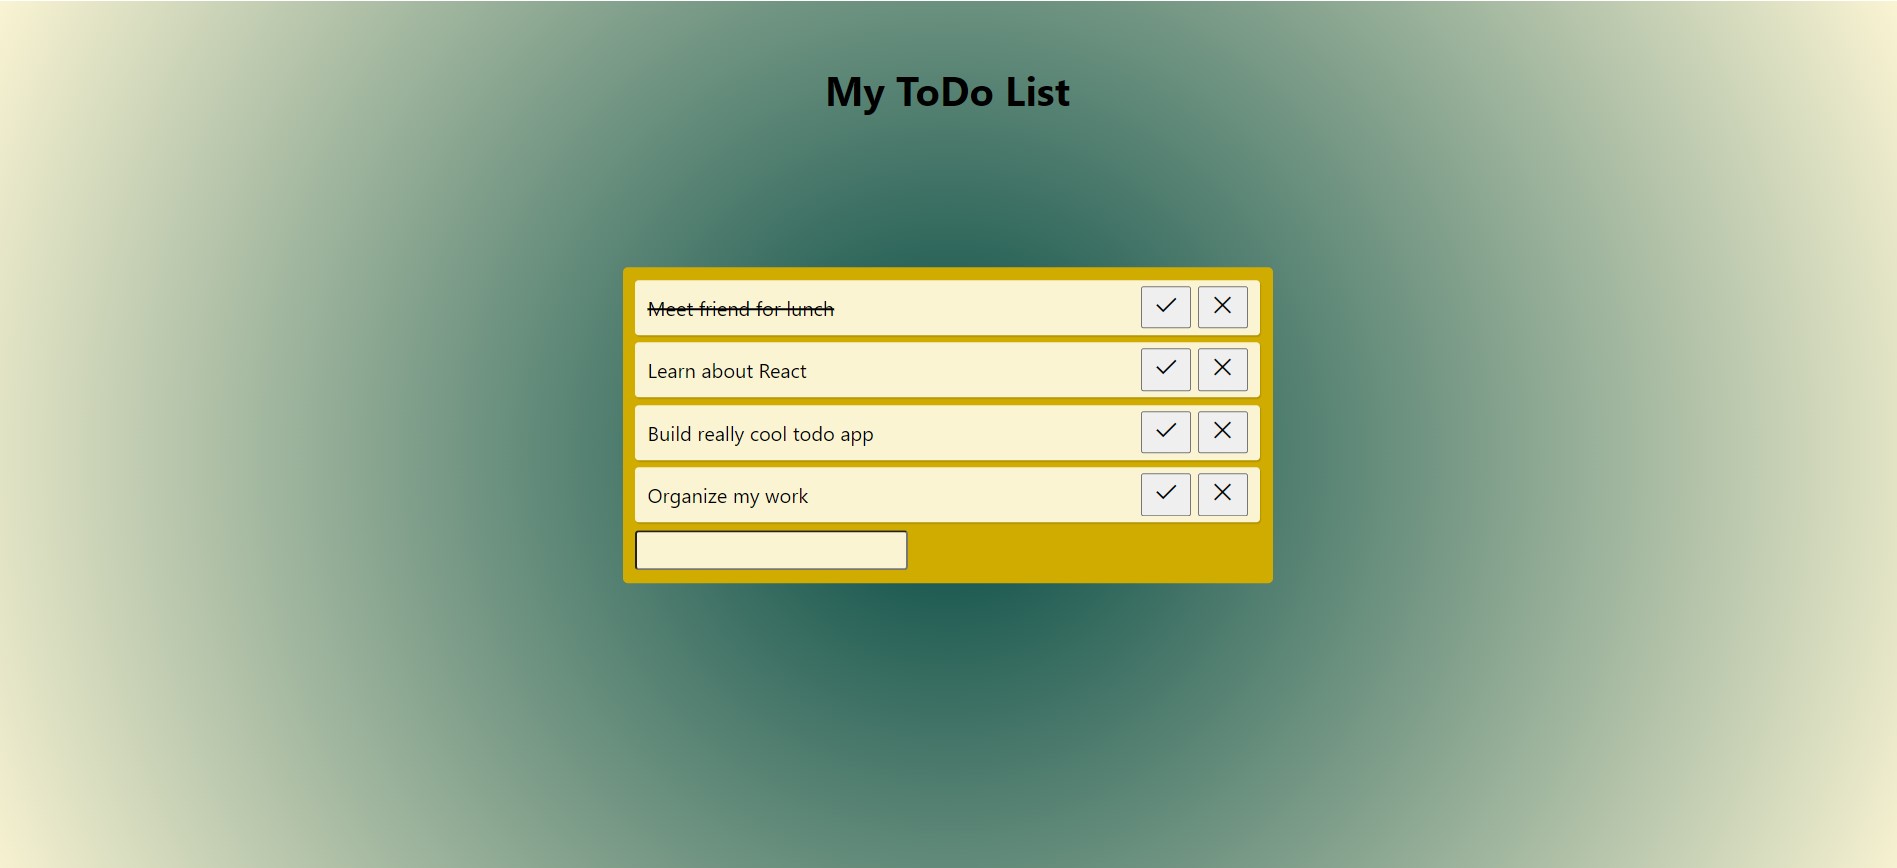 My ToDo List
Meet friend for lunch
Learn about React
Build really cool todo app
Organize my work